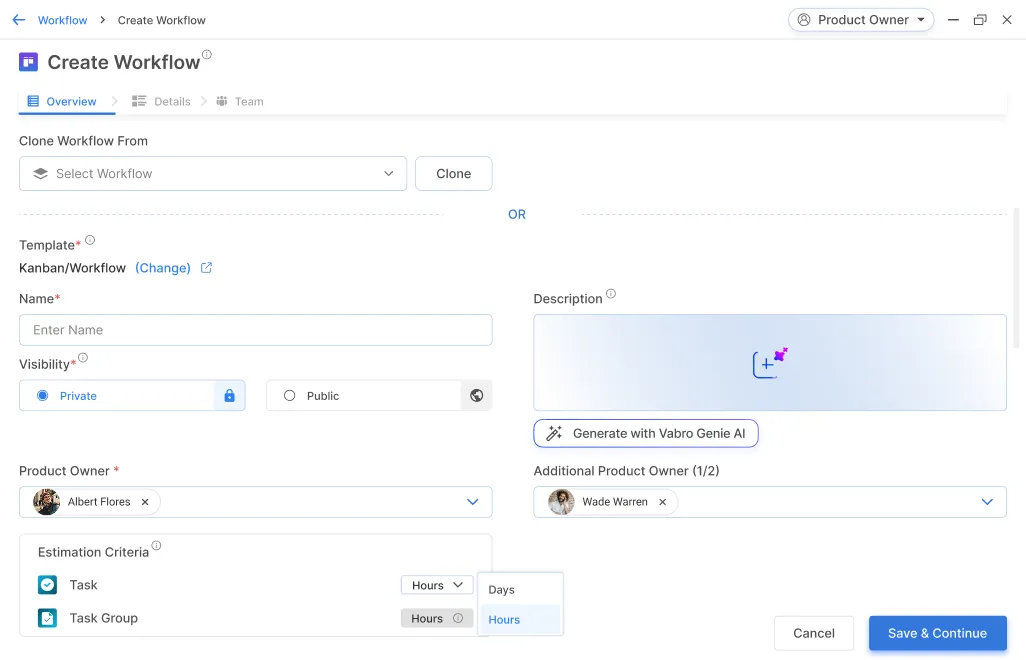 Workflow > Create Workflow
Product Owner
Create Workflow
Overview
Details
Team
Clone Workflow From
Select Workflow
Clone
OR
Template*
Kanban/Workflow (Change)
Name*
Enter Name
Description
Visibility*
Private
Public
Generate with Vabro Genie AI
Product Owner *
Albert Flores
Additional Product Owner (1/2)
Wade Warren
Estimation Criteria
Task
Hours
Days
Hours
Task Group
Hours
Cancel
Save & Continue